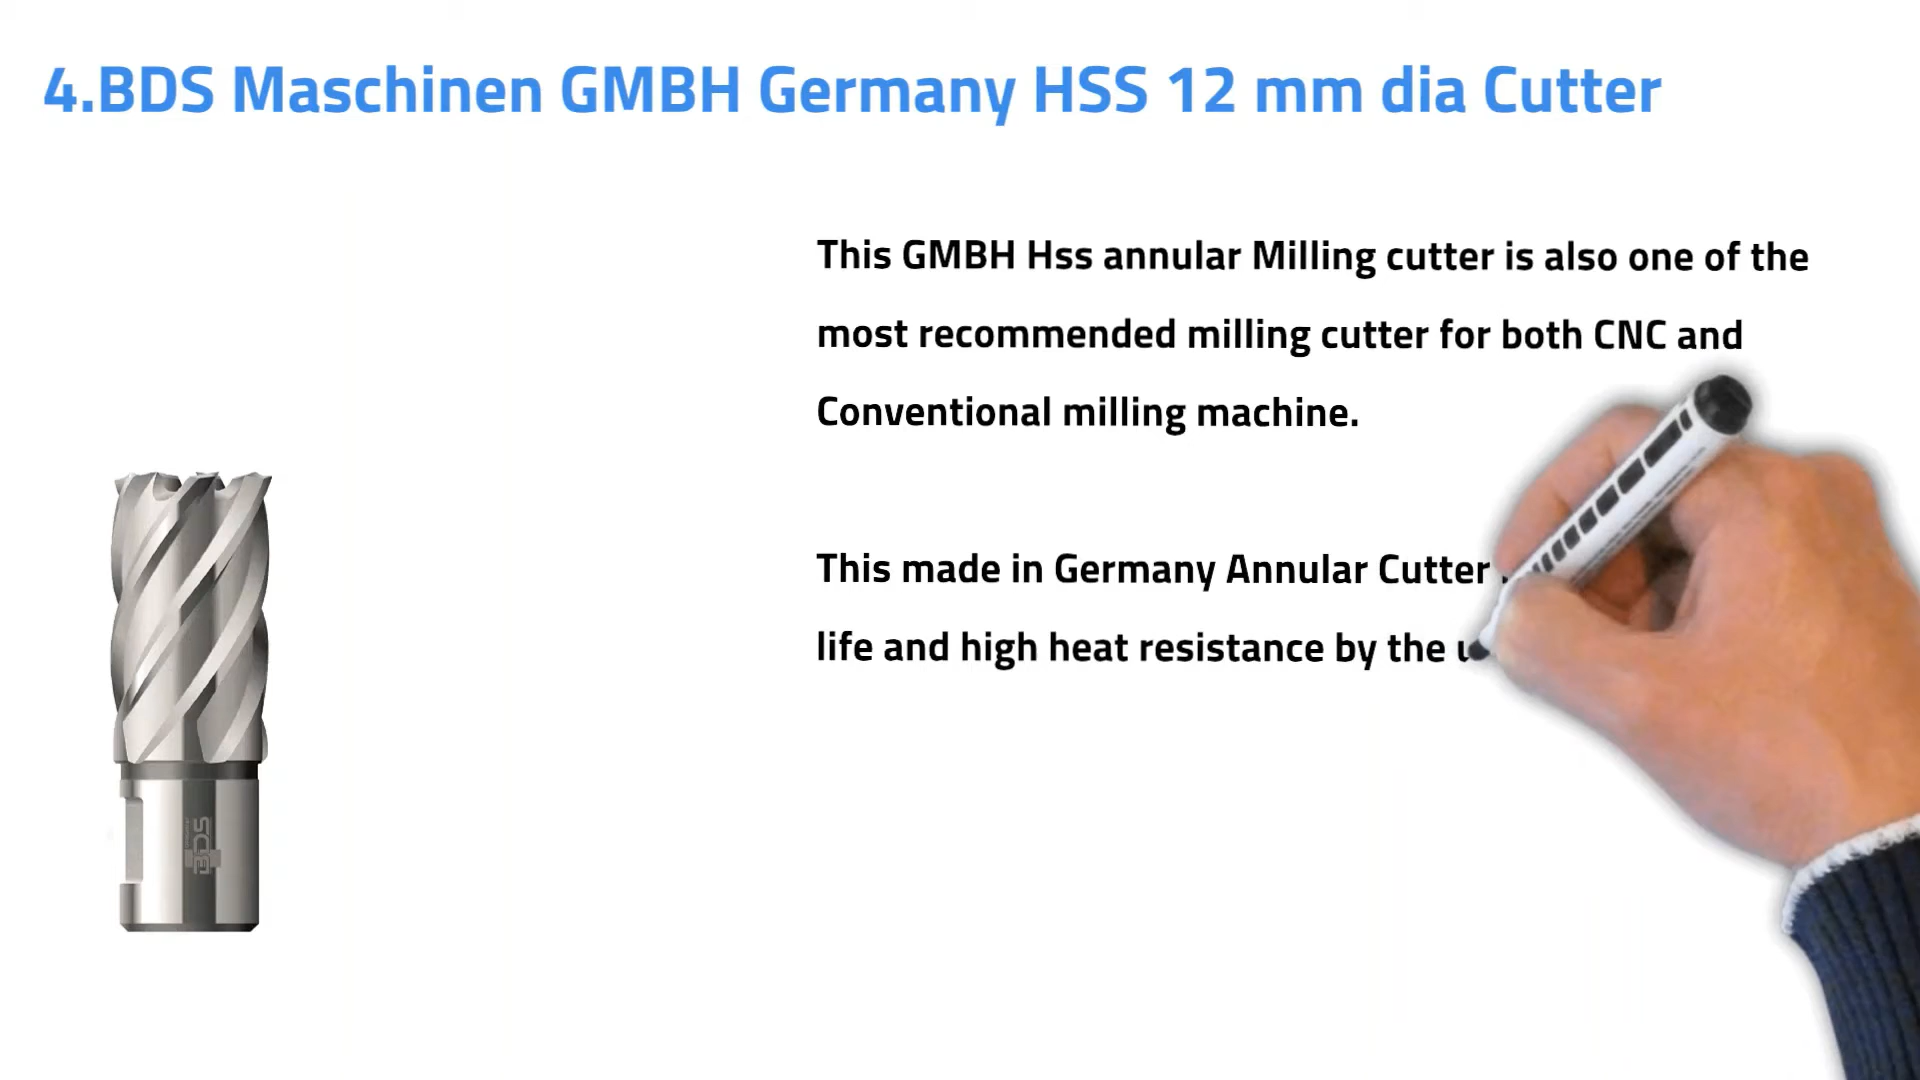 4.BDS Maschinen GMBH Germany HSS 12 mm dia Cutter
This GMBH Hss annular Milling cutter is also one of the
most recommended milling cutter for both CNC and
Conventional milling machine.
This made in Germany Annular Cutter
life and high heat resistance by the
BDS